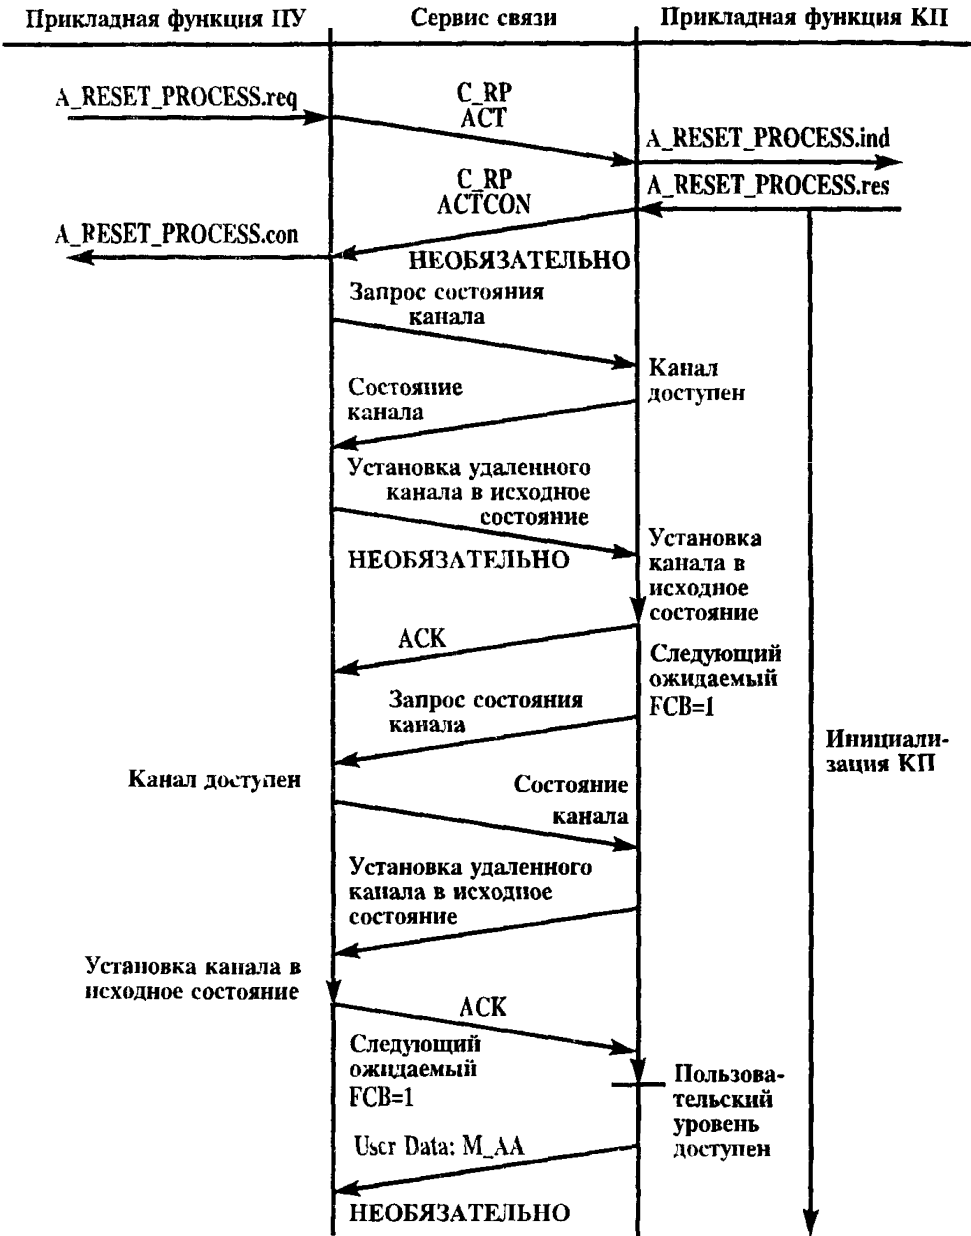 Прикладная функция ПУ
Сервис связи
Прикладная функция КП
A_RESET_PROCESS.req
C_RP
ACT
A_RESET_PROCESS.ind
C_RP
ACTCON
A_RESET_PROCESS.res
A_RESET_PROCESS.con
НЕОБЯЗАТЕЛЬНО
Запрос состояния
канала
Канал
доступен
Состояние
канала
Установка удаленного
канала в исходное
состояние
НЕОБЯЗАТЕЛЬНО
Установка
канала в
исходное
состояние
ACK
Следующий
ожидаемый
FCB=1
Запрос состояния
канала
Инициали-
зация КП
Канал доступен
Состояние
канала
Установка удаленного
канала в исходное
состояние
Установка канала в
исходное состояние
ACK
Следующий
ожидаемый
FCB=1
Пользова-
тельский
уровень
доступен
User Data: M_AA
НЕОБЯЗАТЕЛЬНО